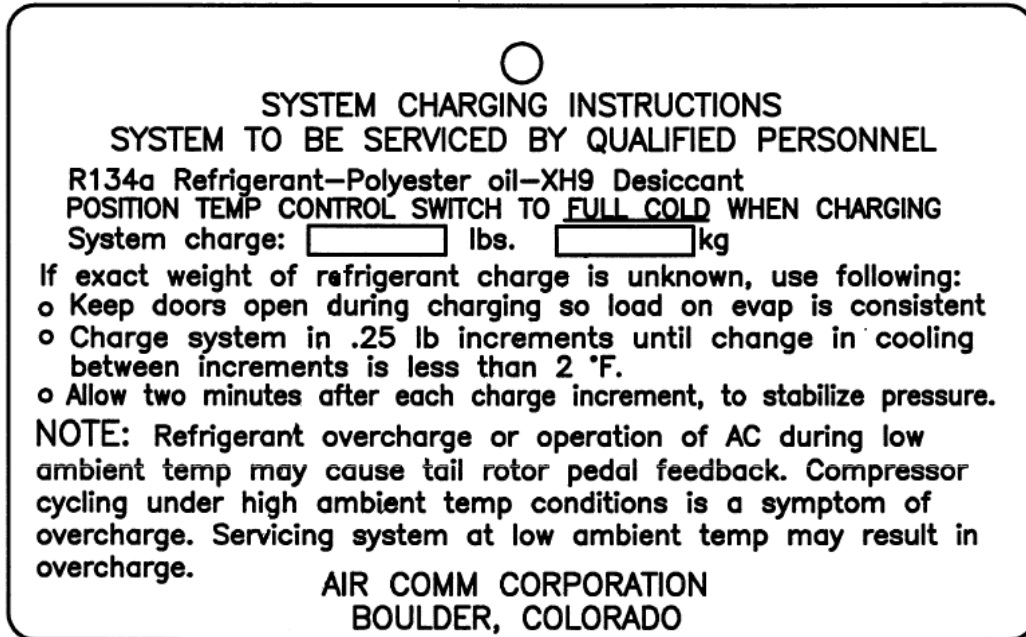 SYSTEM CHARGING INSTRUCTIONS
SYSTEM TO BE SERVICED BY QUALIFIED PERSONNEL
R134a Refrigerant-Polyester oil-XH9 Desiccant
POSITION TEMP CONTROL SWITCH TO FULL COLD WHEN CHARGING
System charge: lbs. kg
If exact weight of refrigerant charge is unknown, use following:
o Keep doors open during charging so load on evap is consistent
o Charge system in .25 lb increments until change in cooling
between increments is less than 2 °F.
o Allow two minutes after each charge increment, to stabilize pressure.
NOTE: Refrigerant overcharge or operation of AC during low
ambient temp may cause tail rotor pedal feedback. Compressor
cycling under high ambient temp conditions is a symptom of
overcharge. Servicing system at low ambient temp may result in
overcharge.
AIR COMM CORPORATION
BOULDER, COLORADO